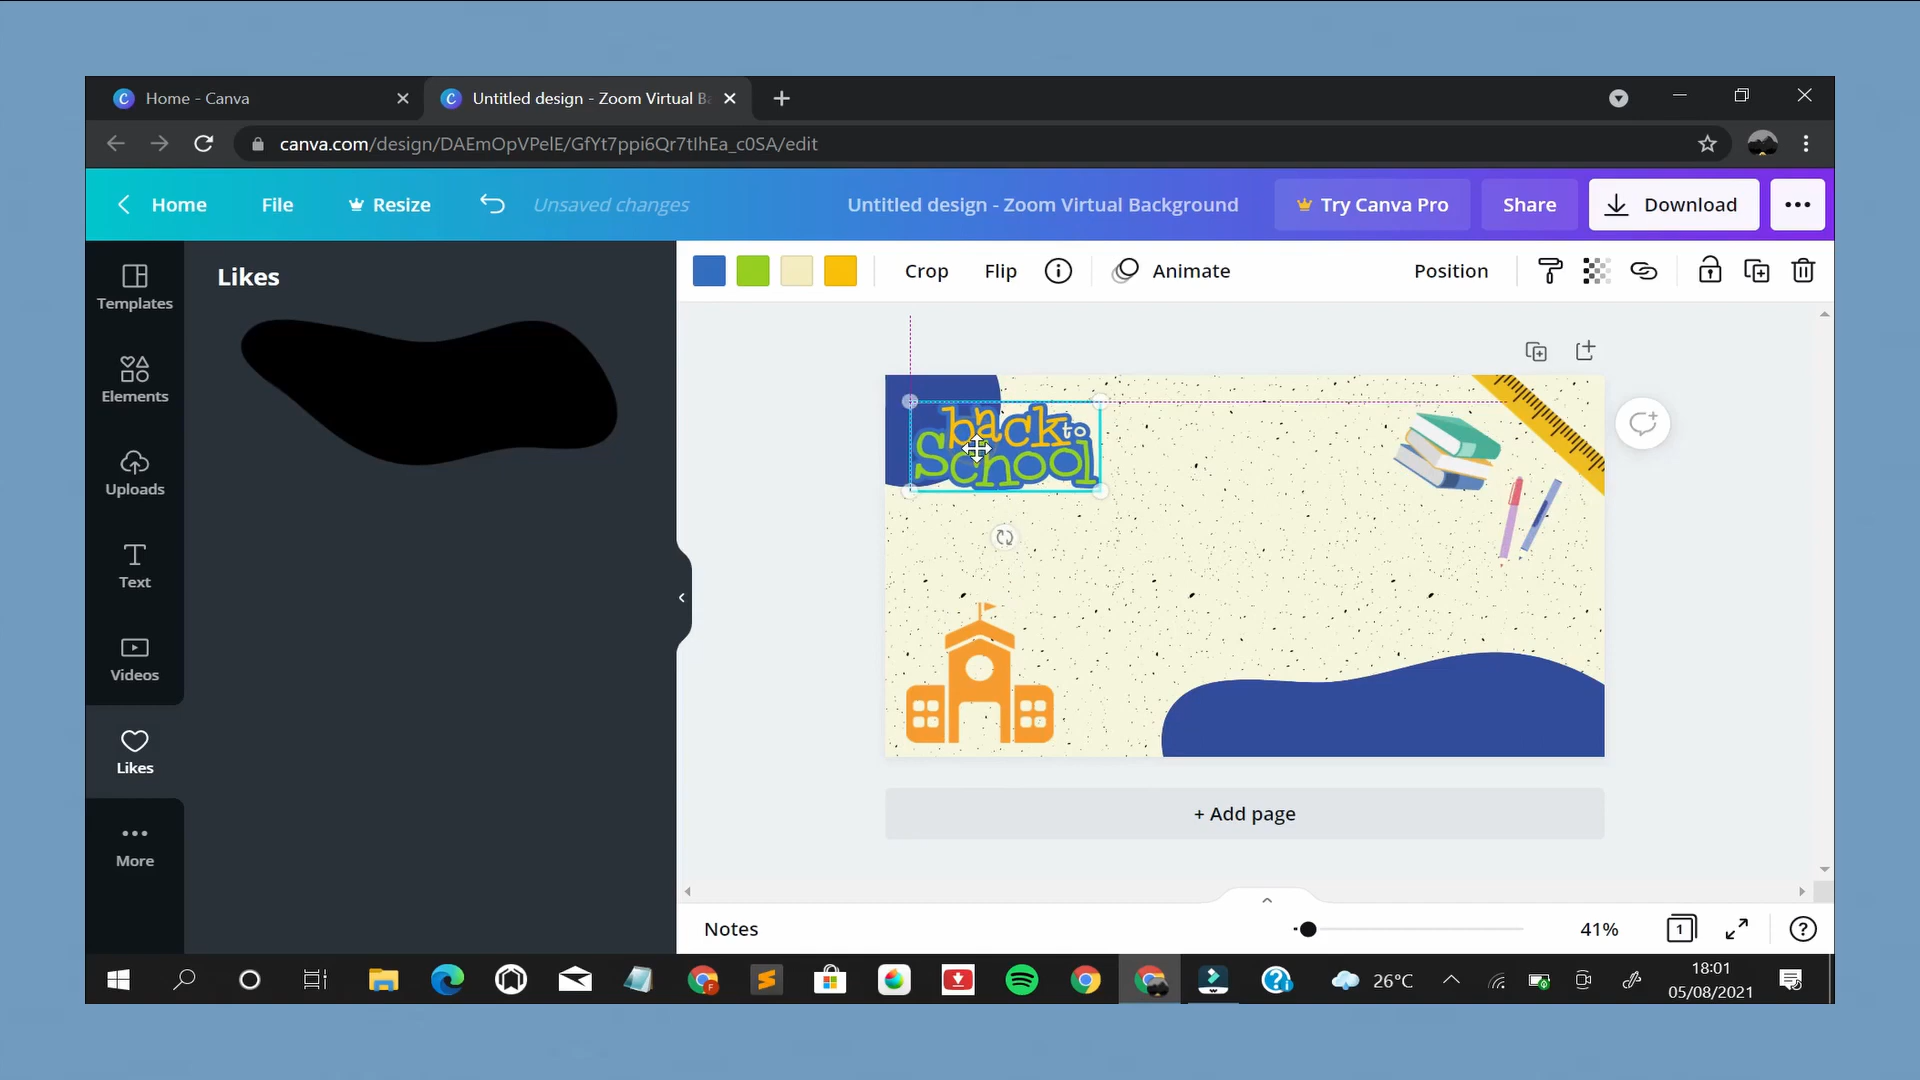 Home - Canva
Untitled design - Zoom Virtual B
canva.com/design/DAEmOpVPelE/GfYt7ppi6Qr7tIhEa_c0SA/edit
Home File Resize Unsaved changes Untitled design - Zoom Virtual Background Try Canva Pro Share Download
Crop Flip Animate Position
Likes
Templates
Elements
Uploads
Text
Videos
Likes
More
back to
School
+ Add page
Notes 41% 1
26°C
18:01
05/08/2021